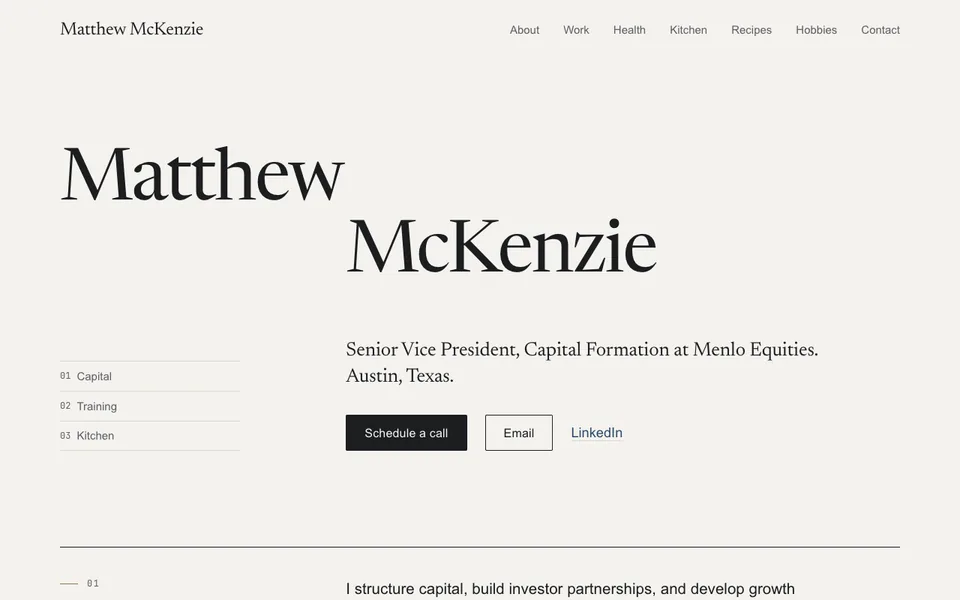 Matthew McKenzie
About Work Health Kitchen Recipes Hobbies Contact
Matthew
McKenzie
Senior Vice President, Capital Formation at Menlo Equities.
Austin, Texas.
01 Capital
02 Training
03 Kitchen
Schedule a call Email LinkedIn
01
I structure capital, build investor partnerships, and develop growth